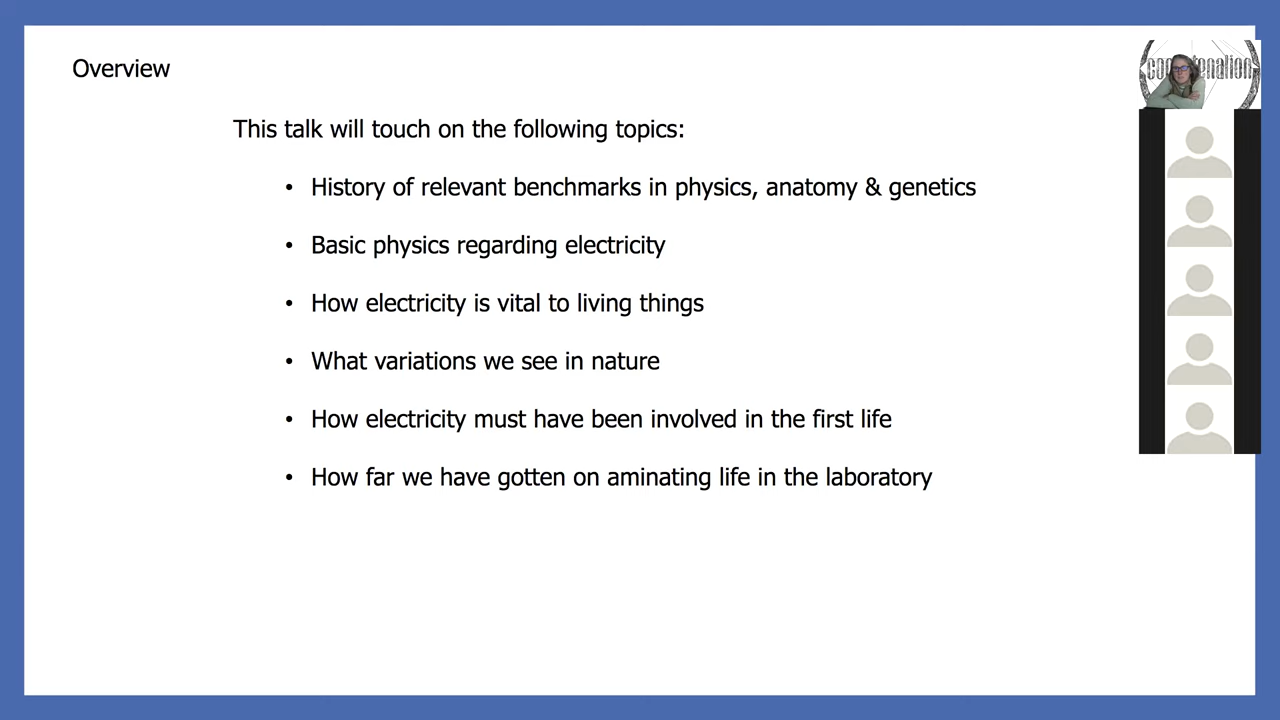 Overview
This talk will touch on the following topics:
• History of relevant benchmarks in physics, anatomy & genetics
• Basic physics regarding electricity
• How electricity is vital to living things
• What variations we see in nature
• How electricity must have been involved in the first life
• How far we have gotten on aminating life in the laboratory